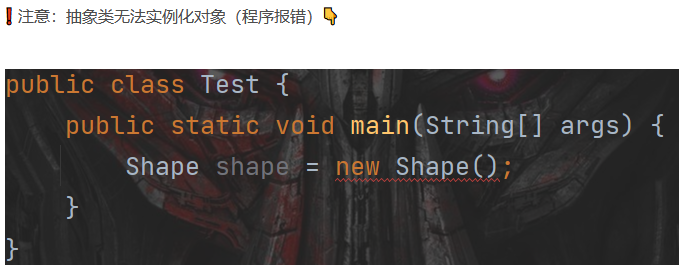 ❗注意：抽象类无法实例化对象（程序报错）👇
public class Test {
    public static void main(String[] args) {
        Shape shape = new Shape();
    }
}